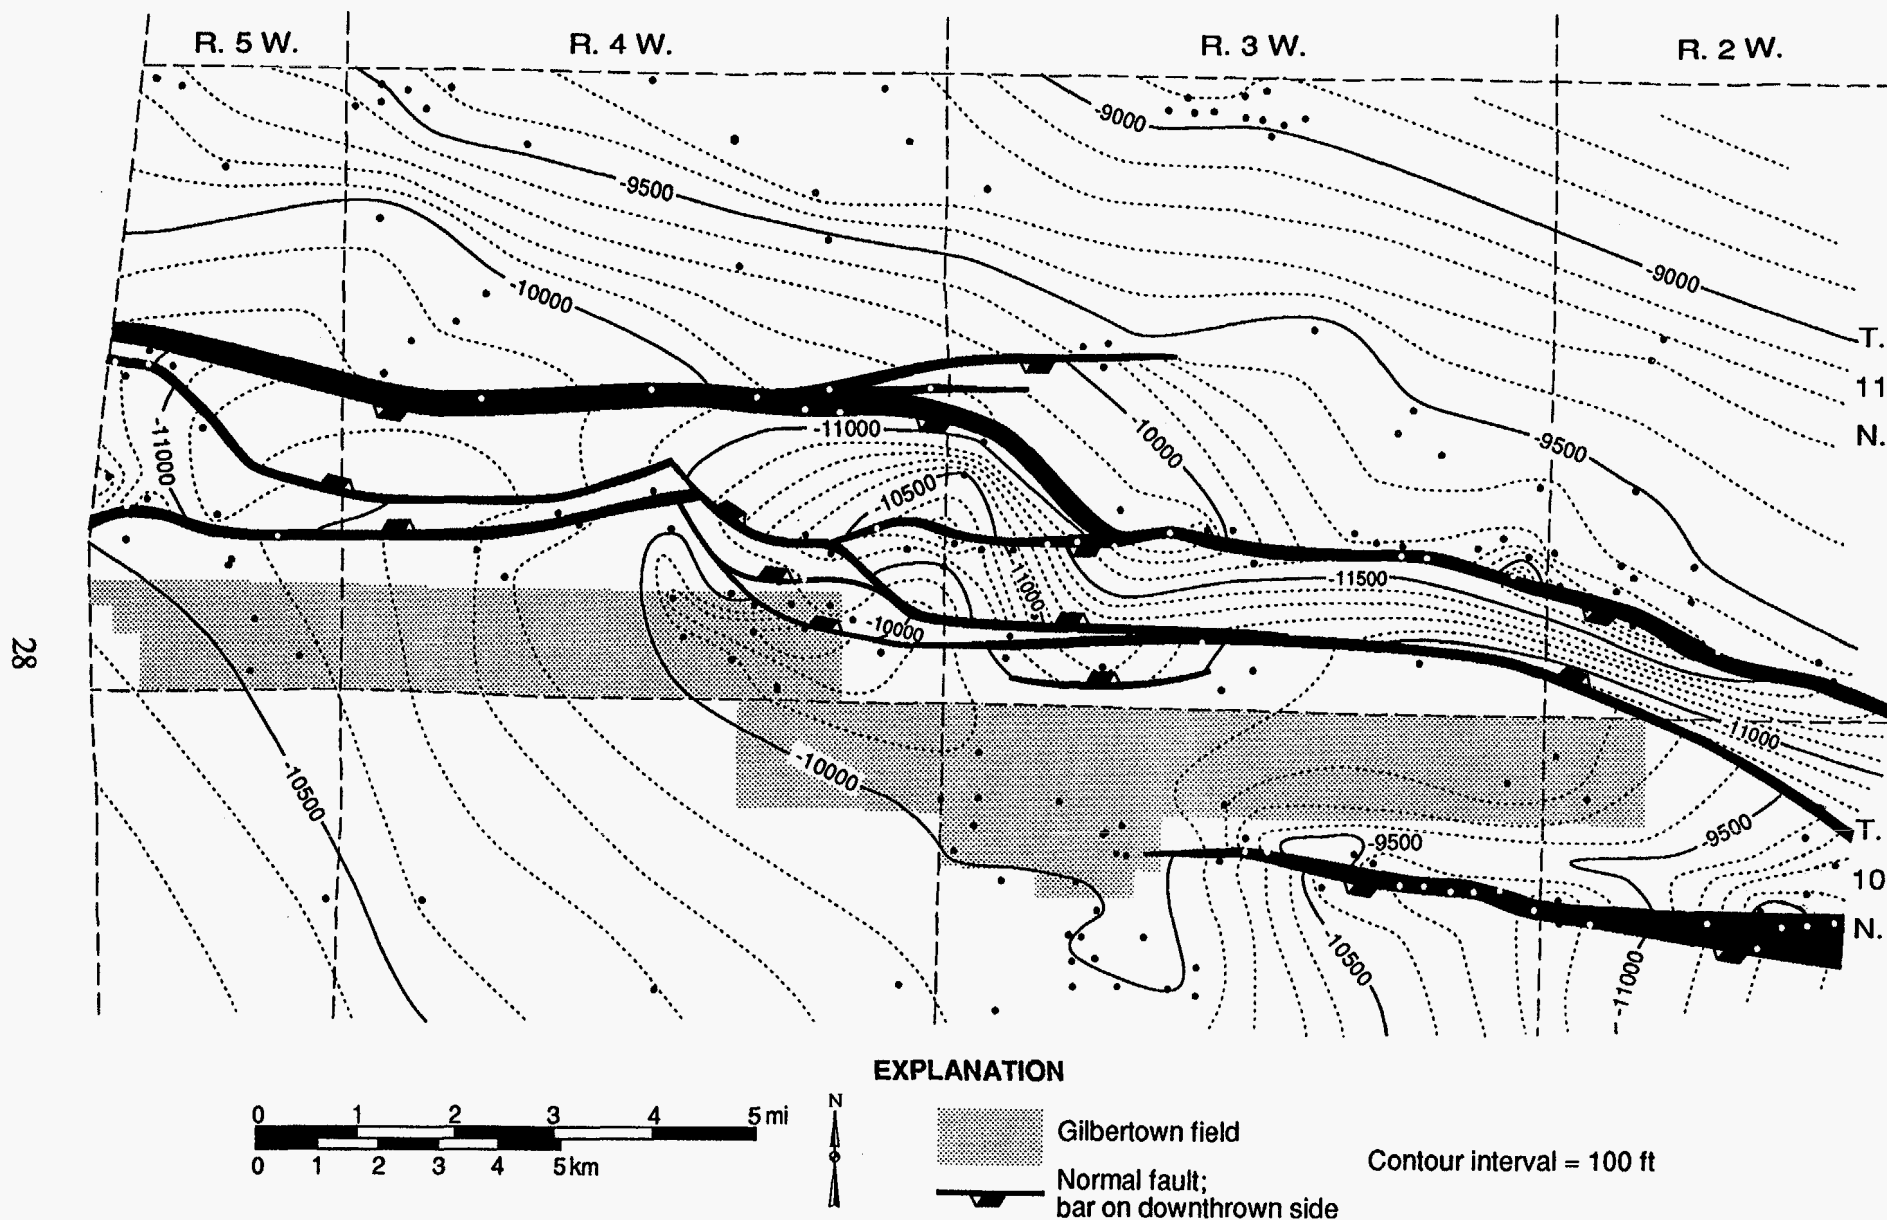 R. 5 W.
R. 4 W.
R. 3 W.
R. 2 W.
-9000
-9500
-9000
-10000
T.
11
N.
-11000
-11000
-10000
-9500
10500
-11500
-11000
-10000
28
-11000
-10500
-10000
-9500
-9500
T.
10
N.
-10500
-11000
EXPLANATION
0 1 2 3 4 5 mi
0 1 2 3 4 5 km
N
Gilbertown field
Normal fault;
bar on downthrown side
Contour interval = 100 ft